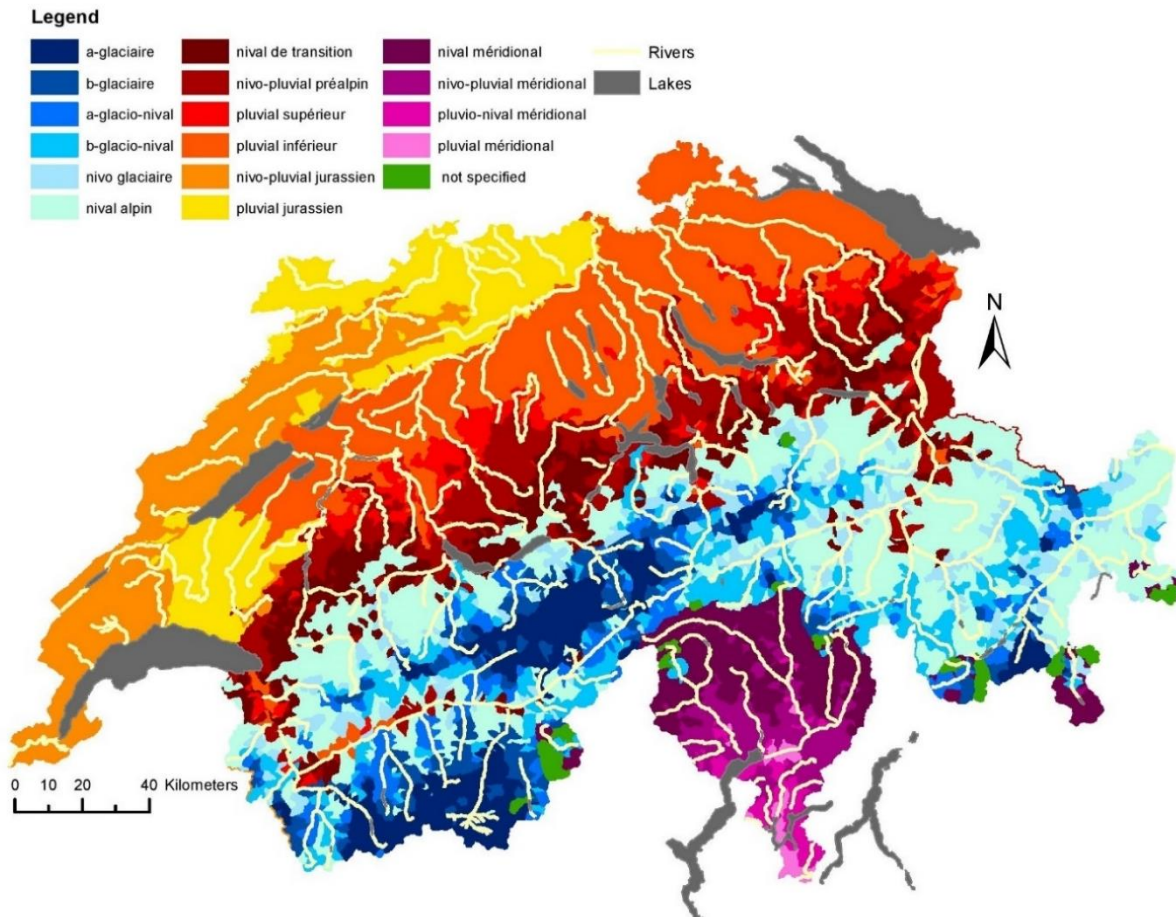 Legend
a-glaciaire nival de transition nival méridional Rivers
b-glaciaire nivo-pluvial préalpin nivo-pluvial méridional Lakes
a-glacio-nival pluvial supérieur pluvio-nival méridional
b-glacio-nival pluvial inférieur pluvial méridional
nivo glaciaire nivo-pluvial jurassien not specified
nival alpin pluvial jurassien
N
0 10 20 40 Kilometers